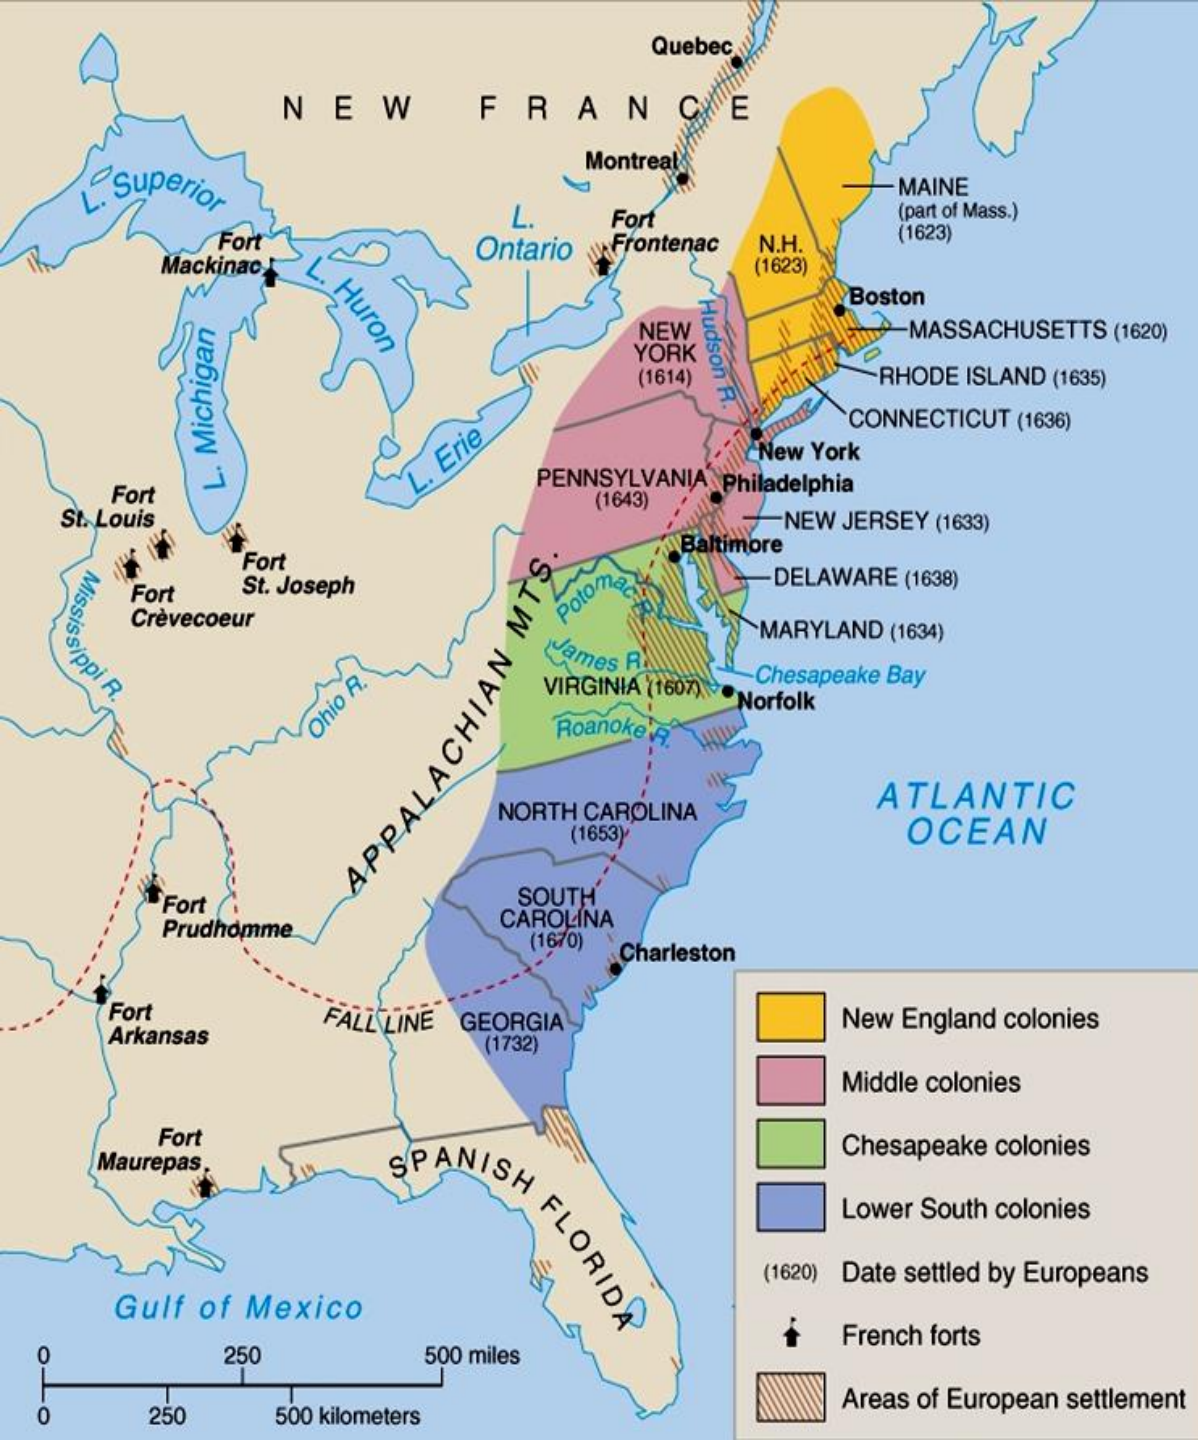 Quebec
NEW FRANCE
Montreal
L. Superior
Fort
Mackinac
L. Huron
L.
Ontario
Fort
Frontenac
MAINE
(part of Mass.)
(1623)
N.H.
(1623)
Boston
MASSACHUSETTS (1620)
RHODE ISLAND (1635)
CONNECTICUT (1636)
NEW
YORK
(1614)
Hudson R.
L. Michigan
L. Erie
New York
PENNSYLVANIA
(1643)
Philadelphia
NEW JERSEY (1633)
Baltimore
DELAWARE (1638)
MARYLAND (1634)
Fort
St. Louis
Fort
St. Joseph
Fort
Crèvecoeur
Mississippi R.
Ohio R.
APPALACHIAN MTS.
Potomac R.
James R.
VIRGINIA (1607)
Chesapeake Bay
Norfolk
Roanoke R.
ATLANTIC
OCEAN
NORTH CAROLINA
(1653)
SOUTH
CAROLINA
(1670)
Charleston
Fort
Prudhomme
Fort
Arkansas
FALL LINE
GEORGIA
(1732)
Fort
Maurepas
SPANISH FLORIDA
Gulf of Mexico
0 250 500 miles
0 250 500 kilometers
New England colonies
Middle colonies
Chesapeake colonies
Lower South colonies
(1620) Date settled by Europeans
French forts
Areas of European settlement